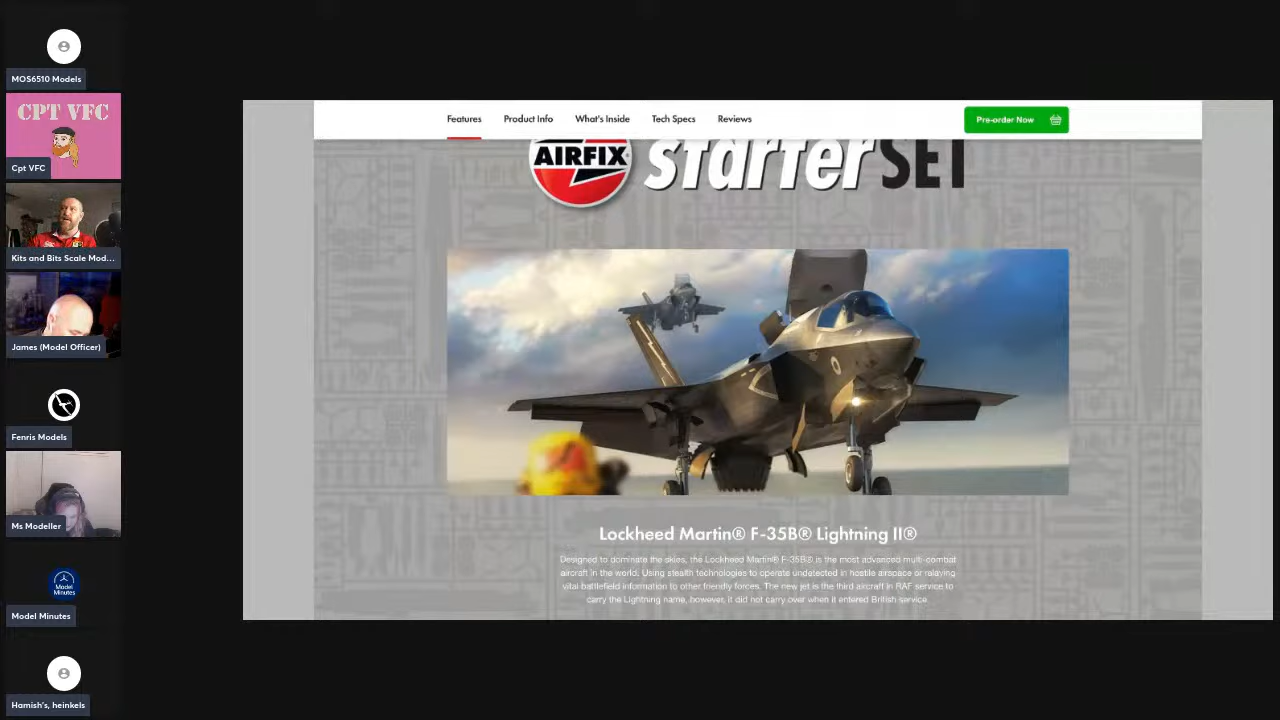 MOS6510 Models
CPT VFC
Cpt VFC
Kits and Bits Scale Mod...
James (Model Officer)
Fenris Models
Ms Modeller
Model
Minutes
Model Minutes
Hamish's, heinkels
Features Product Info What's Inside Tech Specs Reviews Pre-order Now
AIRFIX starter SET
Lockheed Martin® F-35B® Lightning II®
Designed to dominate the skies, the Lockheed Martin® F-35B® is the most advanced multi-combat
aircraft in the world. Using stealth technologies to operate undetected in hostile airspace or relaying
vital battlefield information to other friendly forces. The new jet is the third aircraft in RAF service to
carry the Lightning name, however, it did not carry over when it entered British service.